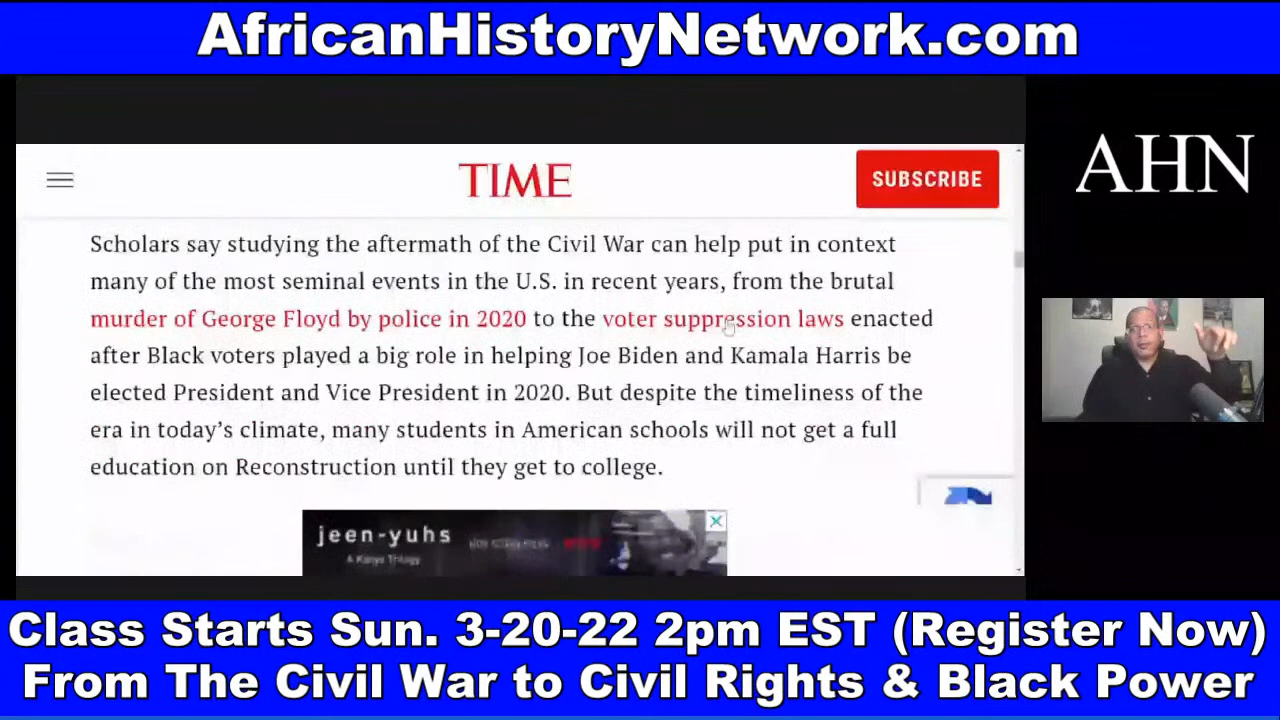 AfricanHistoryNetwork.com
AHN
TIME
SUBSCRIBE
Scholars say studying the aftermath of the Civil War can help put in context
many of the most seminal events in the U.S. in recent years, from the brutal
murder of George Floyd by police in 2020 to the voter suppression laws enacted
after Black voters played a big role in helping Joe Biden and Kamala Harris be
elected President and Vice President in 2020. But despite the timeliness of the
era in today's climate, many students in American schools will not get a full
education on Reconstruction until they get to college.
jeen-yuhs
A Kanye Trilogy
Class Starts Sun. 3-20-22 2pm EST (Register Now)
From The Civil War to Civil Rights & Black Power